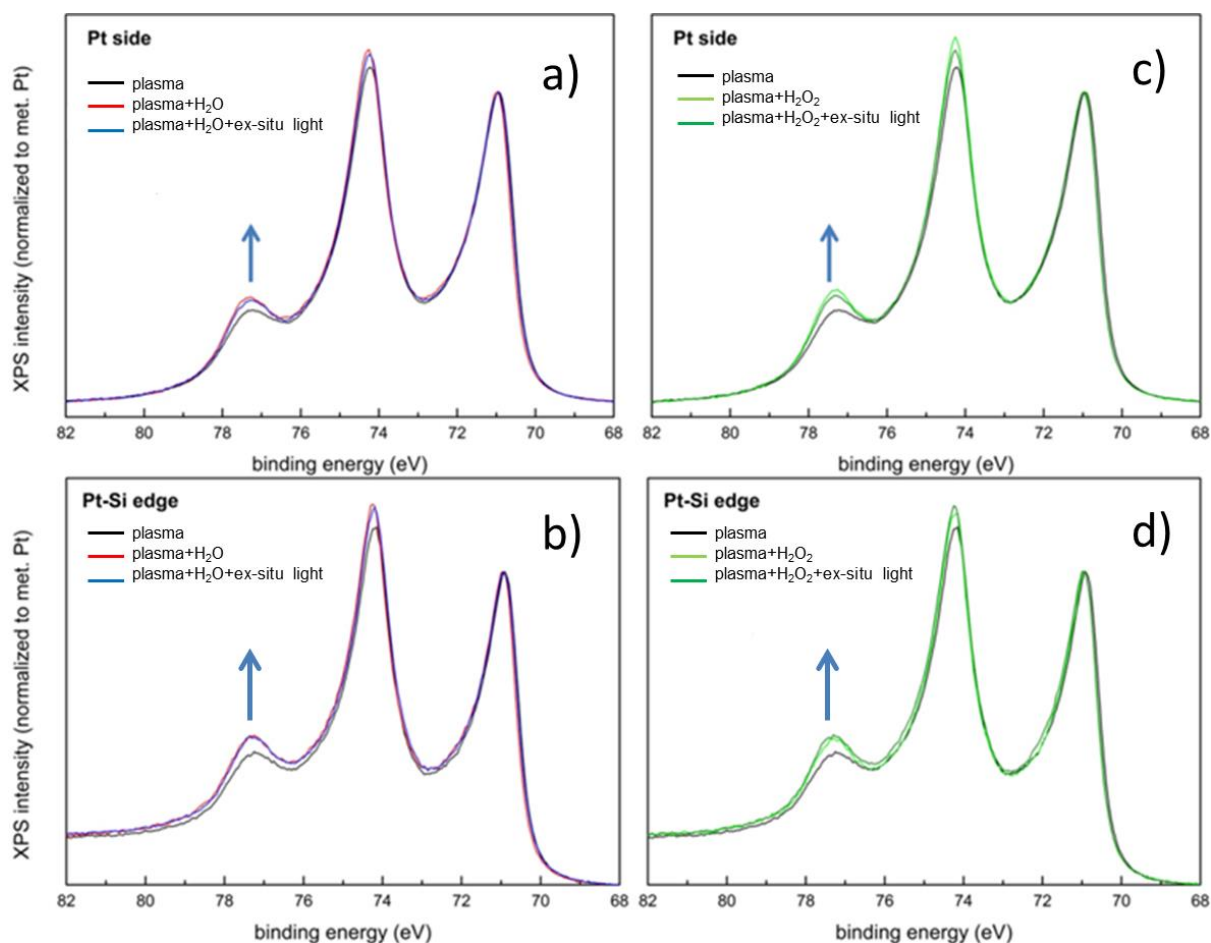 Pt side
a)
plasma
plasma+H₂O
plasma+H₂O+ex-situ light
XPS intensity (normalized to met. Pt)
82 80 78 76 74 72 70 68
binding energy (eV)
Pt side
c)
plasma
plasma+H₂O₂
plasma+H₂O₂+ex-situ light
82 80 78 76 74 72 70 68
binding energy (eV)
Pt-Si edge
b)
plasma
plasma+H₂O
plasma+H₂O+ex-situ light
XPS intensity (normalized to met. Pt)
82 80 78 76 74 72 70 68
binding energy (eV)
Pt-Si edge
d)
plasma
plasma+H₂O₂
plasma+H₂O₂+ex-situ light
82 80 78 76 74 72 70 68
binding energy (eV)